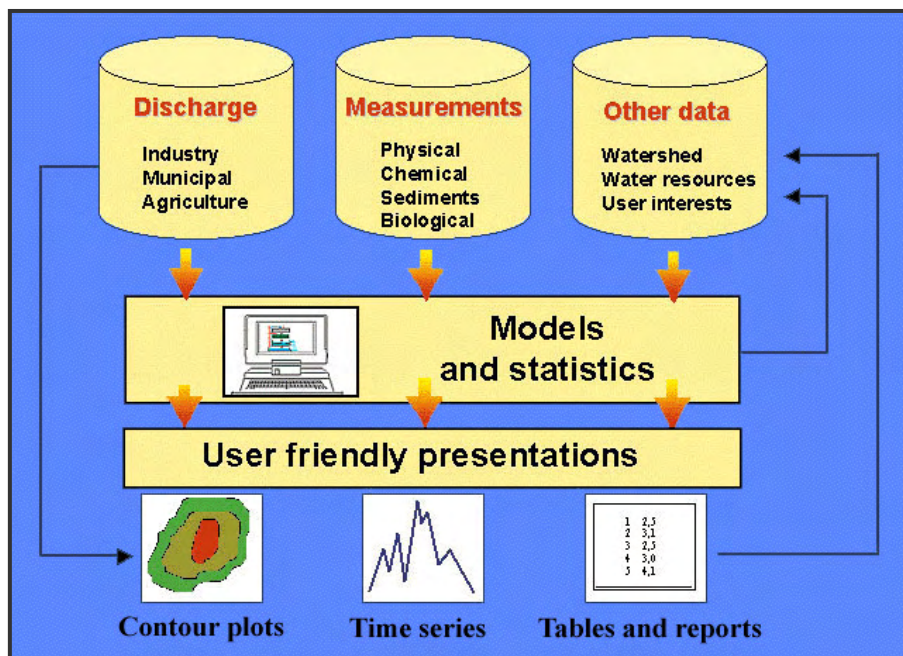 Discharge
Industry
Municipal
Agriculture
Measurements
Physical
Chemical
Sediments
Biological
Other data
Watershed
Water resources
User interests
Models
and statistics
User friendly presentations
1 2,5
2 3,1
3 2,5
4 3,0
5 4,1
Contour plots
Time series
Tables and reports